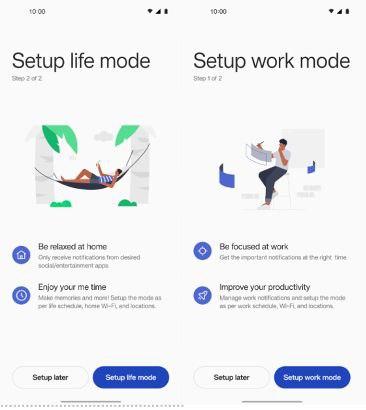 10:00
Setup life mode
Step 2 of 2
Be relaxed at home
Only receive notifications from desired
social/entertainment apps
Enjoy your me time
Make memories and more! Setup the mode as
per life schedule, home Wi-Fi, and locations.
Setup later
Setup life mode
10:00
Setup work mode
Step 1 of 2
Be focused at work
Get the important notifications at the right time
Improve your productivity
Manage work notifications and setup the mode
as per work schedule, Wi-Fi, and locations.
Setup later
Setup work mode